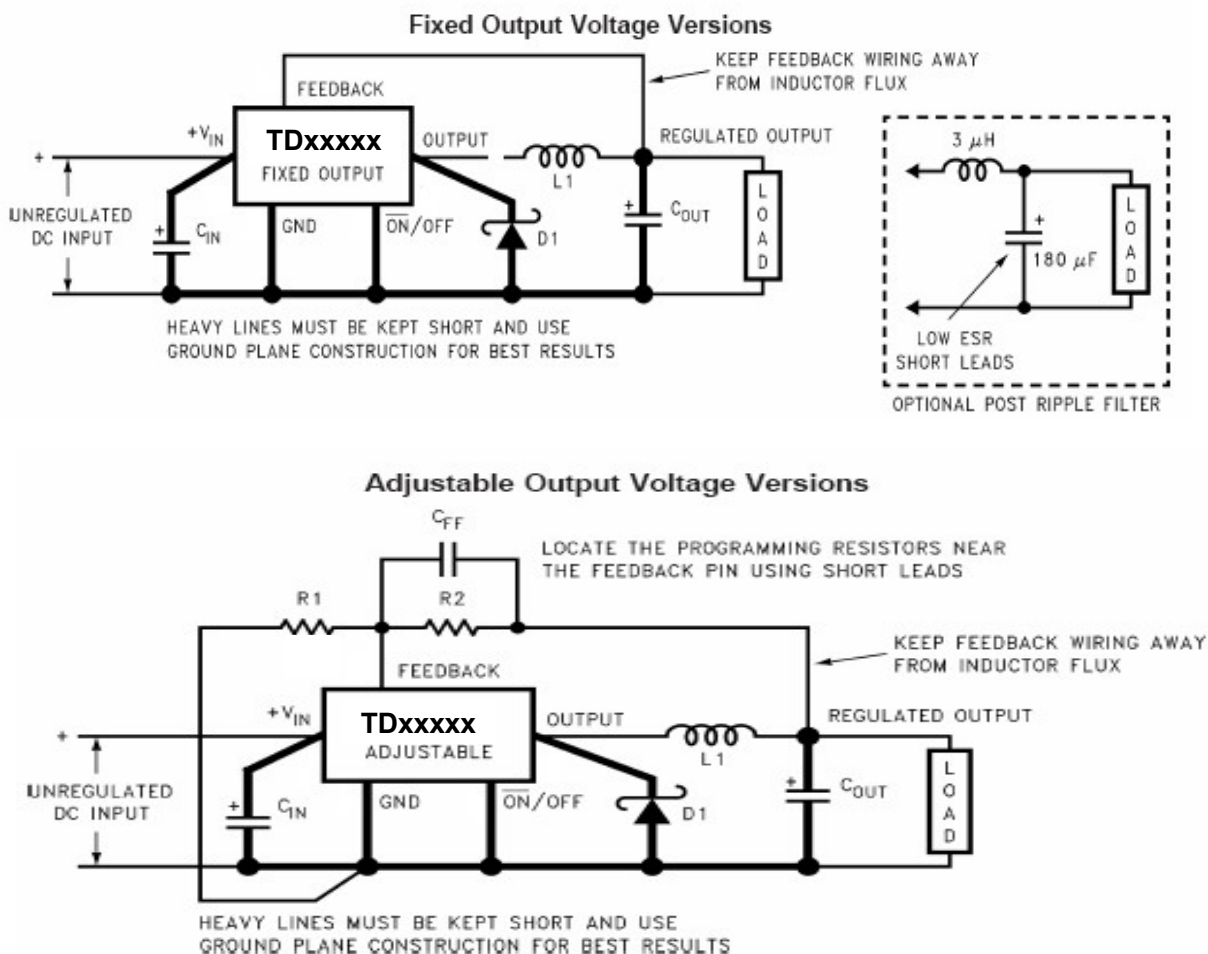 Fixed Output Voltage Versions
KEEP FEEDBACK WIRING AWAY
FROM INDUCTOR FLUX
FEEDBACK
+VIN
TDxxxxx
FIXED OUTPUT
OUTPUT
L1
REGULATED OUTPUT
+
UNREGULATED
DC INPUT
+
CIN
GND
ON/OFF
D1
+
COUT
LOAD
HEAVY LINES MUST BE KEPT SHORT AND USE
GROUND PLANE CONSTRUCTION FOR BEST RESULTS
3 μH
+
180 μF
LOAD
LOW ESR
SHORT LEADS
OPTIONAL POST RIPPLE FILTER
Adjustable Output Voltage Versions
CFF
LOCATE THE PROGRAMMING RESISTORS NEAR
THE FEEDBACK PIN USING SHORT LEADS
R1
R2
KEEP FEEDBACK WIRING AWAY
FROM INDUCTOR FLUX
FEEDBACK
+VIN
TDxxxxx
ADJUSTABLE
OUTPUT
L1
REGULATED OUTPUT
+
UNREGULATED
DC INPUT
+
CIN
GND
ON/OFF
D1
+
COUT
LOAD
HEAVY LINES MUST BE KEPT SHORT AND USE
GROUND PLANE CONSTRUCTION FOR BEST RESULTS